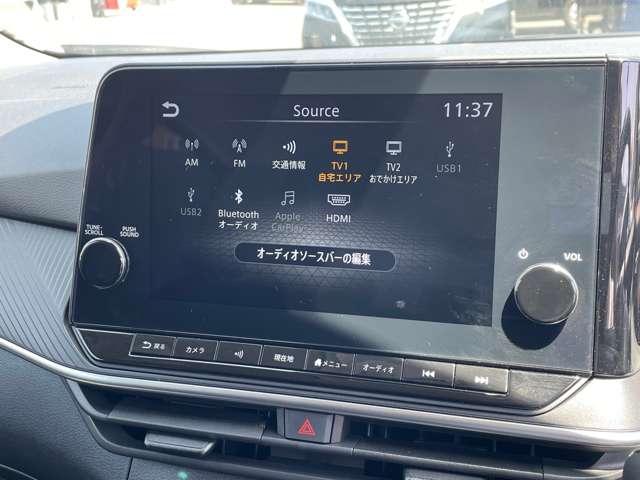 Source
11:37
AM
FM
交通情報
TV1
自宅エリア
TV2
おでかけエリア
USB1
USB2
Bluetooth
オーディオ
Apple
CarPlay
HDMI
オーディオソースバーの編集
TUNE·
SCROLL
PUSH
SOUND
VOL
戻る
カメラ
現在地
メニュー
オーディオ